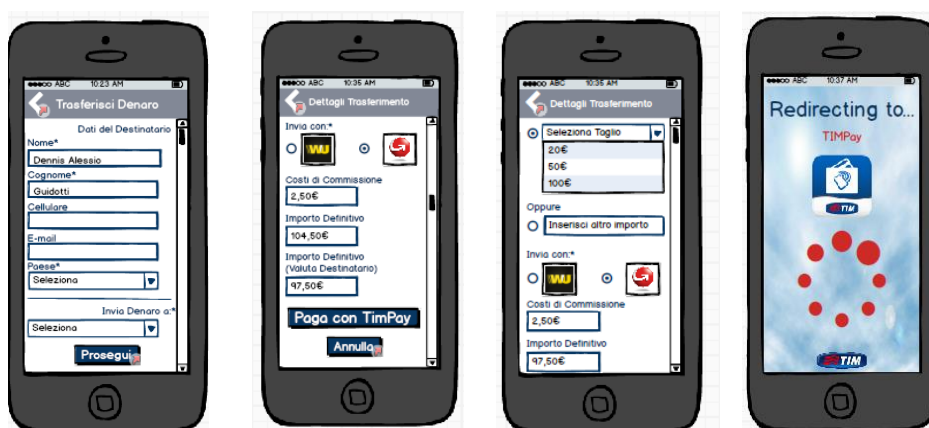 ABC 10:23 AM
Trasferisci Denaro
Dati del Destinatario
Nome*
Dennis Alessio
Cognome*
Guidotti
Cellulare
E-mail
Paese*
Seleziona
Invia Denaro a:*
Seleziona
Prosegui
ABC 10:35 AM
Dettagli Trasferimento
Invia con:*
WU
Costi di Commissione
2,50€
Importo Definitivo
104,50€
Importo Definitivo
(Valuta Destinatario)
97,50€
Paga con TimPay
Annulla
ABC 10:35 AM
Dettagli Trasferimento
Seleziona Taglio
20€
50€
100€
Oppure
Inserisci altro importo
Invia con:*
WU
Costi di Commissione
2,50€
Importo Definitivo
97,50€
ABC 10:37 AM
Redirecting to...
TIMPay
TIM
TIM